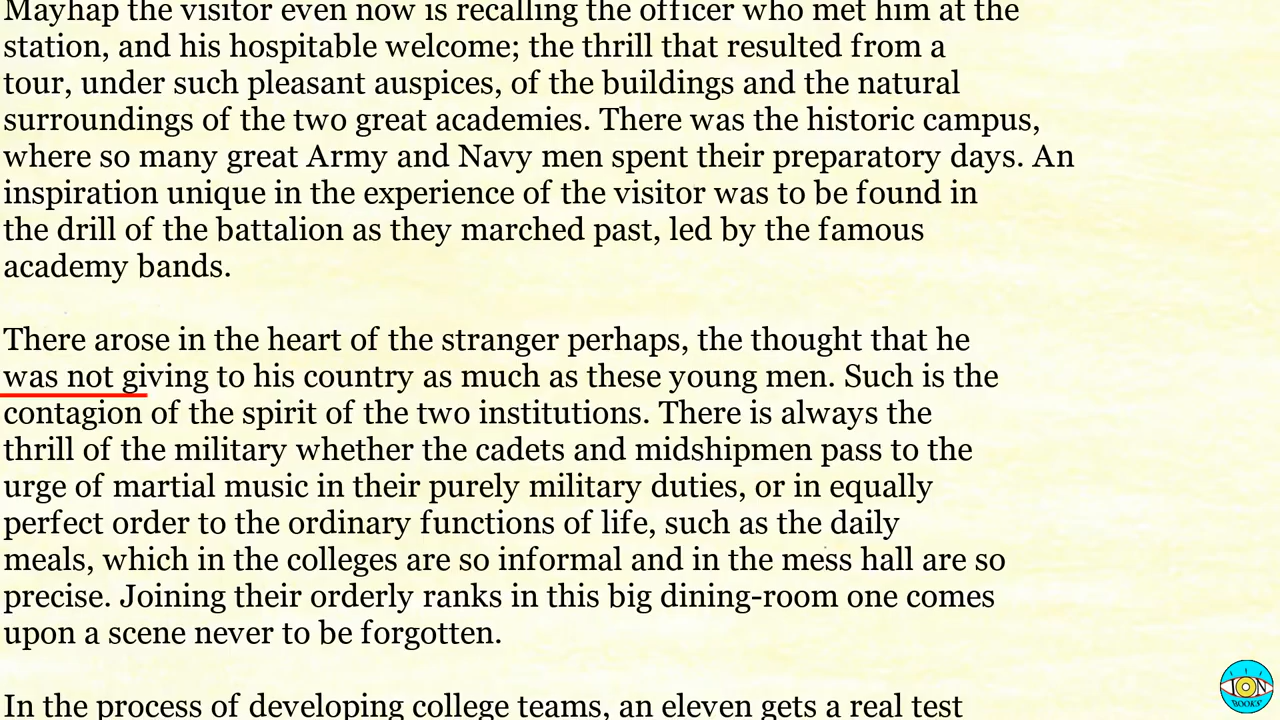 Mayhap the visitor even now is recalling the officer who met him at the
station, and his hospitable welcome; the thrill that resulted from a
tour, under such pleasant auspices, of the buildings and the natural
surroundings of the two great academies. There was the historic campus,
where so many great Army and Navy men spent their preparatory days. An
inspiration unique in the experience of the visitor was to be found in
the drill of the battalion as they marched past, led by the famous
academy bands.
There arose in the heart of the stranger perhaps, the thought that he
was not giving to his country as much as these young men. Such is the
contagion of the spirit of the two institutions. There is always the
thrill of the military whether the cadets and midshipmen pass to the
urge of martial music in their purely military duties, or in equally
perfect order to the ordinary functions of life, such as the daily
meals, which in the colleges are so informal and in the mess hall are so
precise. Joining their orderly ranks in this big dining-room one comes
upon a scene never to be forgotten.
In the process of developing college teams, an eleven gets a real test
ION
BOOKS